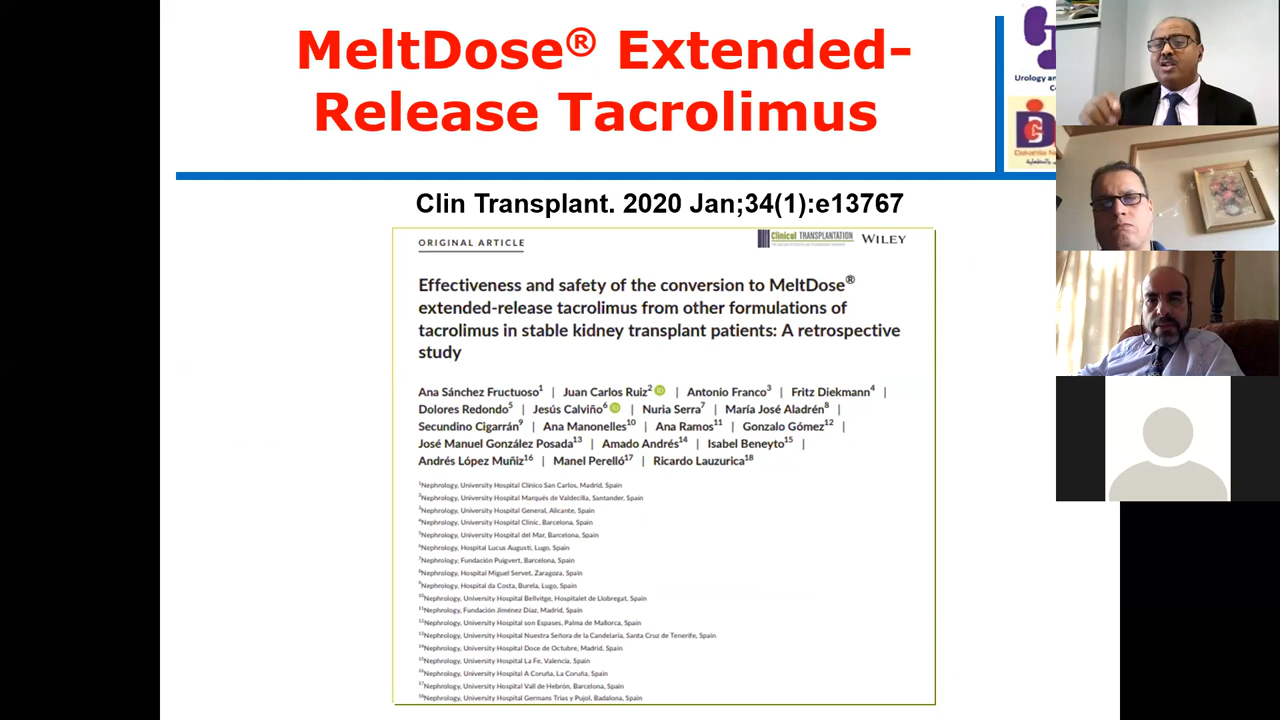 MeltDose® Extended-
Release Tacrolimus
Urology and
Clin Transplant. 2020 Jan;34(1):e13767
ORIGINAL ARTICLE
Clinical TRANSPLANTATION
WILEY
Effectiveness and safety of the conversion to MeltDose®
extended-release tacrolimus from other formulations of
tacrolimus in stable kidney transplant patients: A retrospective
study
Ana Sánchez Fructuoso1 | Juan Carlos Ruiz2 | Antonio Franco3 | Fritz Diekmann4 |
Dolores Redondo5 | Jesús Calviño6 | Nuria Serra7 | María José Aladrén8 |
Secundino Cigarrán9 | Ana Manonelles10 | Ana Ramos11 | Gonzalo Gómez12 |
José Manuel González Posada13 | Amado Andrés14 | Isabel Beneyto15 |
Andrés López Muñiz16 | Manel Perelló17 | Ricardo Lauzurica18
1Nephrology, University Hospital Clínico San Carlos, Madrid, Spain
2Nephrology, University Hospital Marqués de Valdecilla, Santander, Spain
3Nephrology, University Hospital General, Alicante, Spain
4Nephrology, University Hospital Clínic, Barcelona, Spain
5Nephrology, University Hospital del Mar, Barcelona, Spain
6Nephrology, Hospital Lucus Augusti, Lugo, Spain
7Nephrology, Fundación Puigvert, Barcelona, Spain
8Nephrology, Hospital Miguel Servet, Zaragoza, Spain
9Nephrology, Hospital da Costa, Burela, Lugo, Spain
10Nephrology, University Hospital Bellvitge, Hospitalet de Llobregat, Spain
11Nephrology, Fundación Jiménez Díaz, Madrid, Spain
12Nephrology, University Hospital son Espases, Palma de Mallorca, Spain
13Nephrology, University Hospital Nuestra Señora de la Candelaria, Santa Cruz de Tenerife, Spain
14Nephrology, University Hospital Doce de Octubre, Madrid, Spain
15Nephrology, University Hospital La Fe, Valencia, Spain
16Nephrology, University Hospital A Coruña, La Coruña, Spain
17Nephrology, University Hospital Vall de Hebrón, Barcelona, Spain
18Nephrology, University Hospital Germans Trias y Pujol, Badalona, Spain